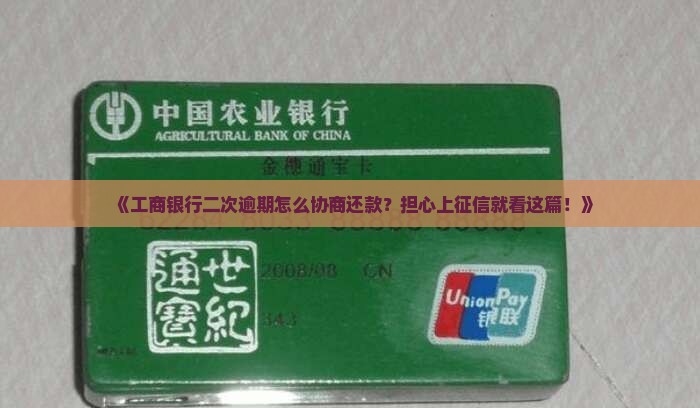 中国农业银行
AGRICULTURAL BANK OF CHINA
金穗通宝卡
《工商银行二次逾期怎么协商还款？担心上征信就看这篇！》
2008/08 CN
世紀
通寶
343
UnionPay
银联